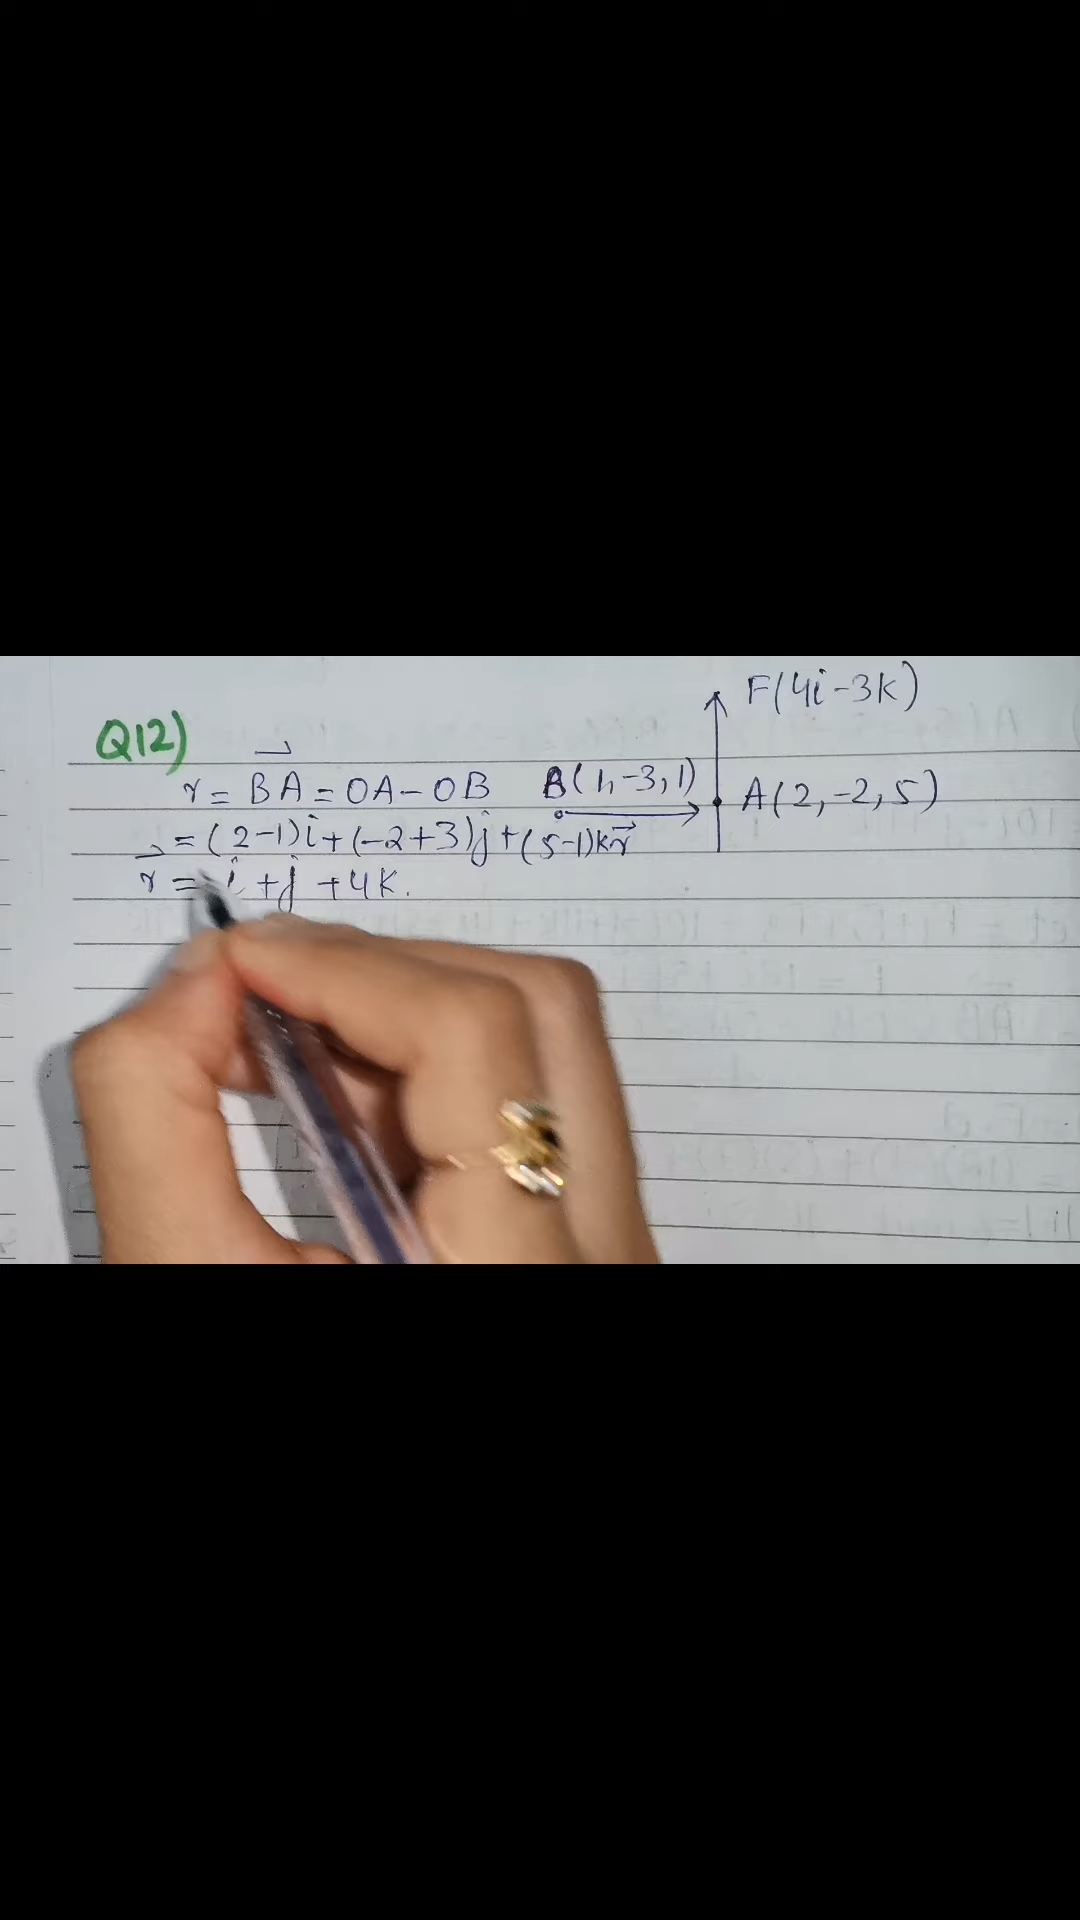 F(4i-3k)
Q12)
r = BA = OA - OB B(1,-3,1) A(2,-2,5)
= (2-1)i+(-2+3)j+(5-1)k r
r = i + j + 4k.